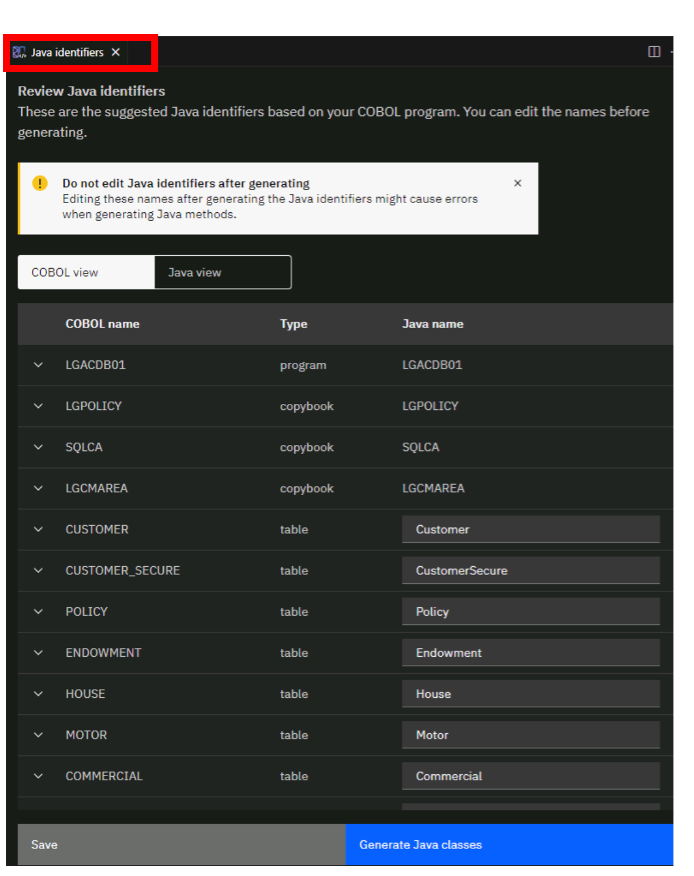 Java identifiers ×
Review Java identifiers
These are the suggested Java identifiers based on your COBOL program. You can edit the names before
generating.
Do not edit Java identifiers after generating ×
Editing these names after generating the Java identifiers might cause errors
when generating Java methods.
COBOL view Java view
COBOL name Type Java name
LGACDB01 program LGACDB01
LGPOLICY copybook LGPOLICY
SQLCA copybook SQLCA
LGCMAREA copybook LGCMAREA
CUSTOMER table Customer
CUSTOMER_SECURE table CustomerSecure
POLICY table Policy
ENDOWMENT table Endowment
HOUSE table House
MOTOR table Motor
COMMERCIAL table Commercial
Save Generate Java classes